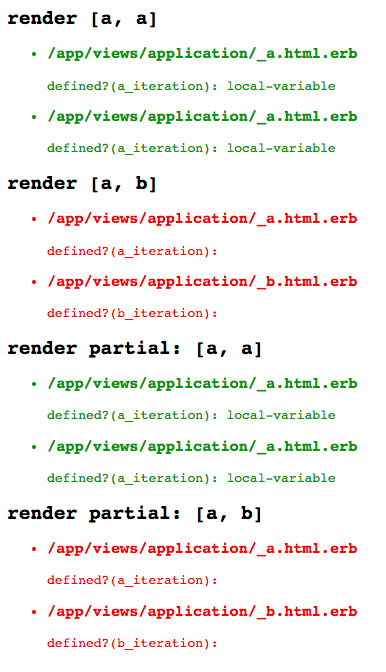 render [a, a]
• /app/views/application/_a.html.erb
defined?(a_iteration): local-variable
• /app/views/application/_a.html.erb
defined?(a_iteration): local-variable
render [a, b]
• /app/views/application/_a.html.erb
defined?(a_iteration):
• /app/views/application/_b.html.erb
defined?(b_iteration):
render partial: [a, a]
• /app/views/application/_a.html.erb
defined?(a_iteration): local-variable
• /app/views/application/_a.html.erb
defined?(a_iteration): local-variable
render partial: [a, b]
• /app/views/application/_a.html.erb
defined?(a_iteration):
• /app/views/application/_b.html.erb
defined?(b_iteration):